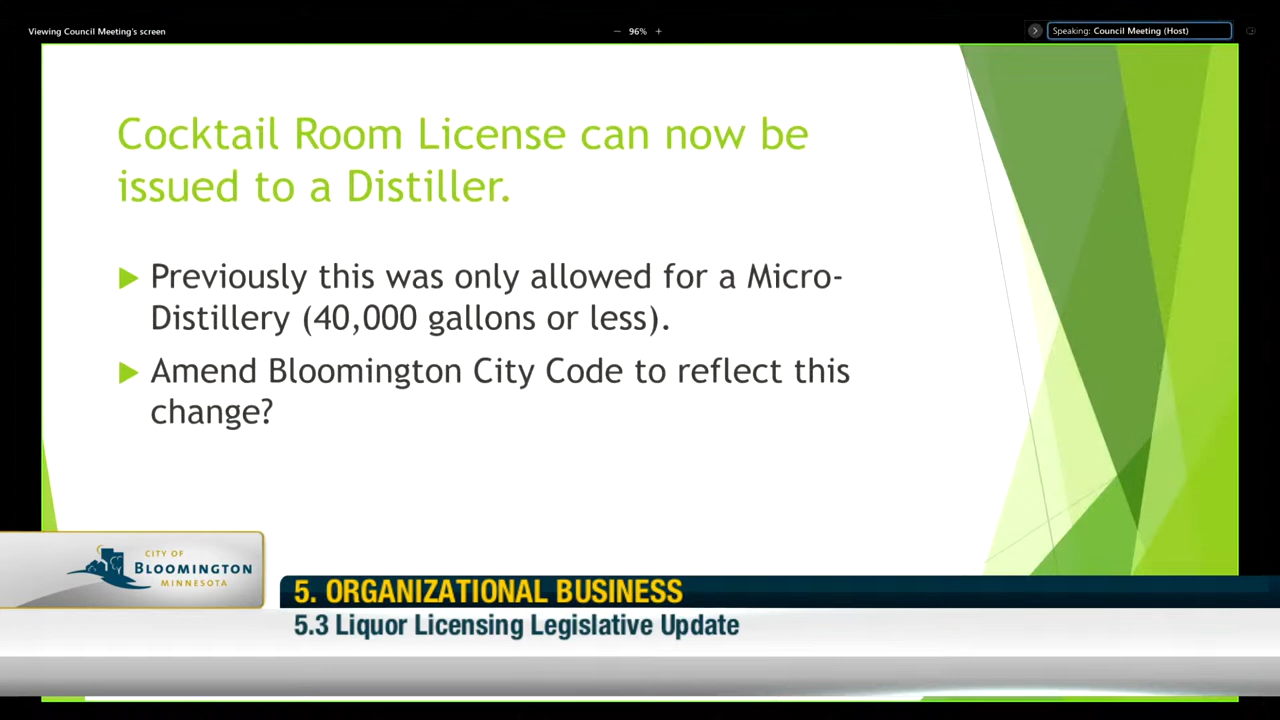 Viewing Council Meeting's screen
− 96% +
Speaking: Council Meeting (Host)
Cocktail Room License can now be
issued to a Distiller.
Previously this was only allowed for a Micro-
Distillery (40,000 gallons or less).
Amend Bloomington City Code to reflect this
change?
CITY OF
BLOOMINGTON
MINNESOTA
5. ORGANIZATIONAL BUSINESS
5.3 Liquor Licensing Legislative Update